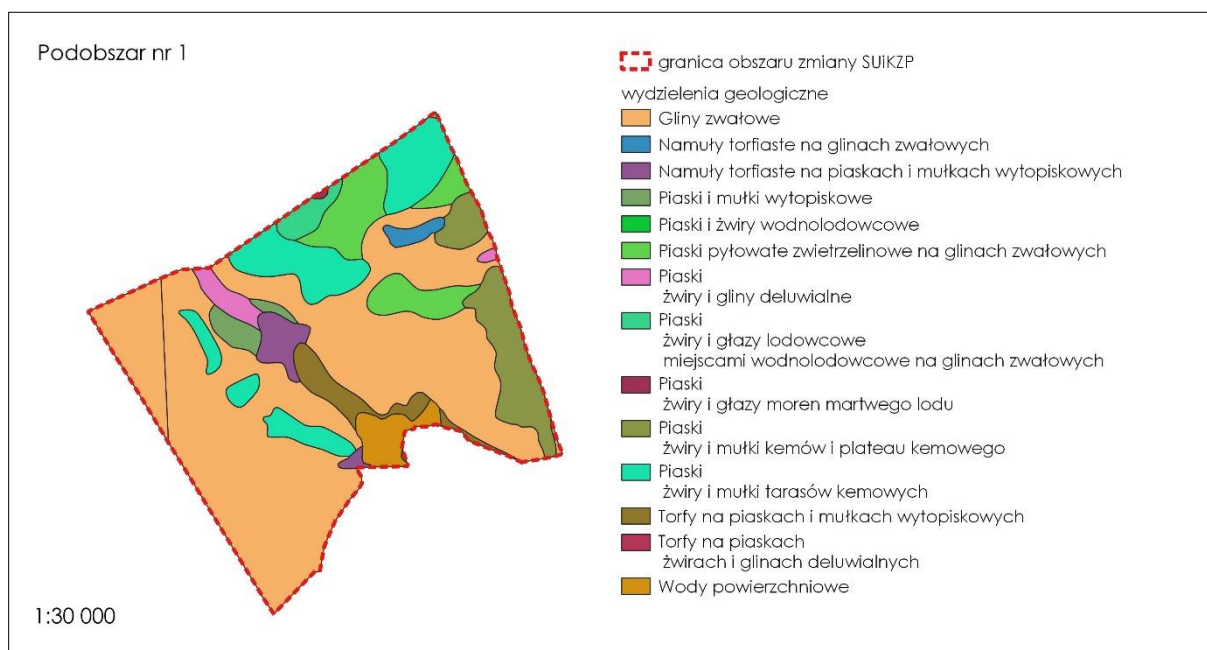 Podobszar nr 1
granica obszaru zmiany SUiKZP
wydzielenia geologiczne
Gliny zwałowe
Namuły torfiaste na glinach zwałowych
Namuły torfiaste na piaskach i mułkach wytopiskowych
Piaski i mułki wytopiskowe
Piaski i żwiry wodnolodowcowe
Piaski pyłowate zwietrzelinowe na glinach zwałowych
Piaski
żwiry i gliny deluwialne
Piaski
żwiry i głazy lodowcowe
miejscami wodnolodowcowe na glinach zwałowych
Piaski
żwiry i głazy moren martwego lodu
Piaski
żwiry i mułki kemów i plateau kemowego
Piaski
żwiry i mułki tarasów kemowych
Torfy na piaskach i mułkach wytopiskowych
Torfy na piaskach
żwirach i glinach deluwialnych
Wody powierzchniowe
1:30 000